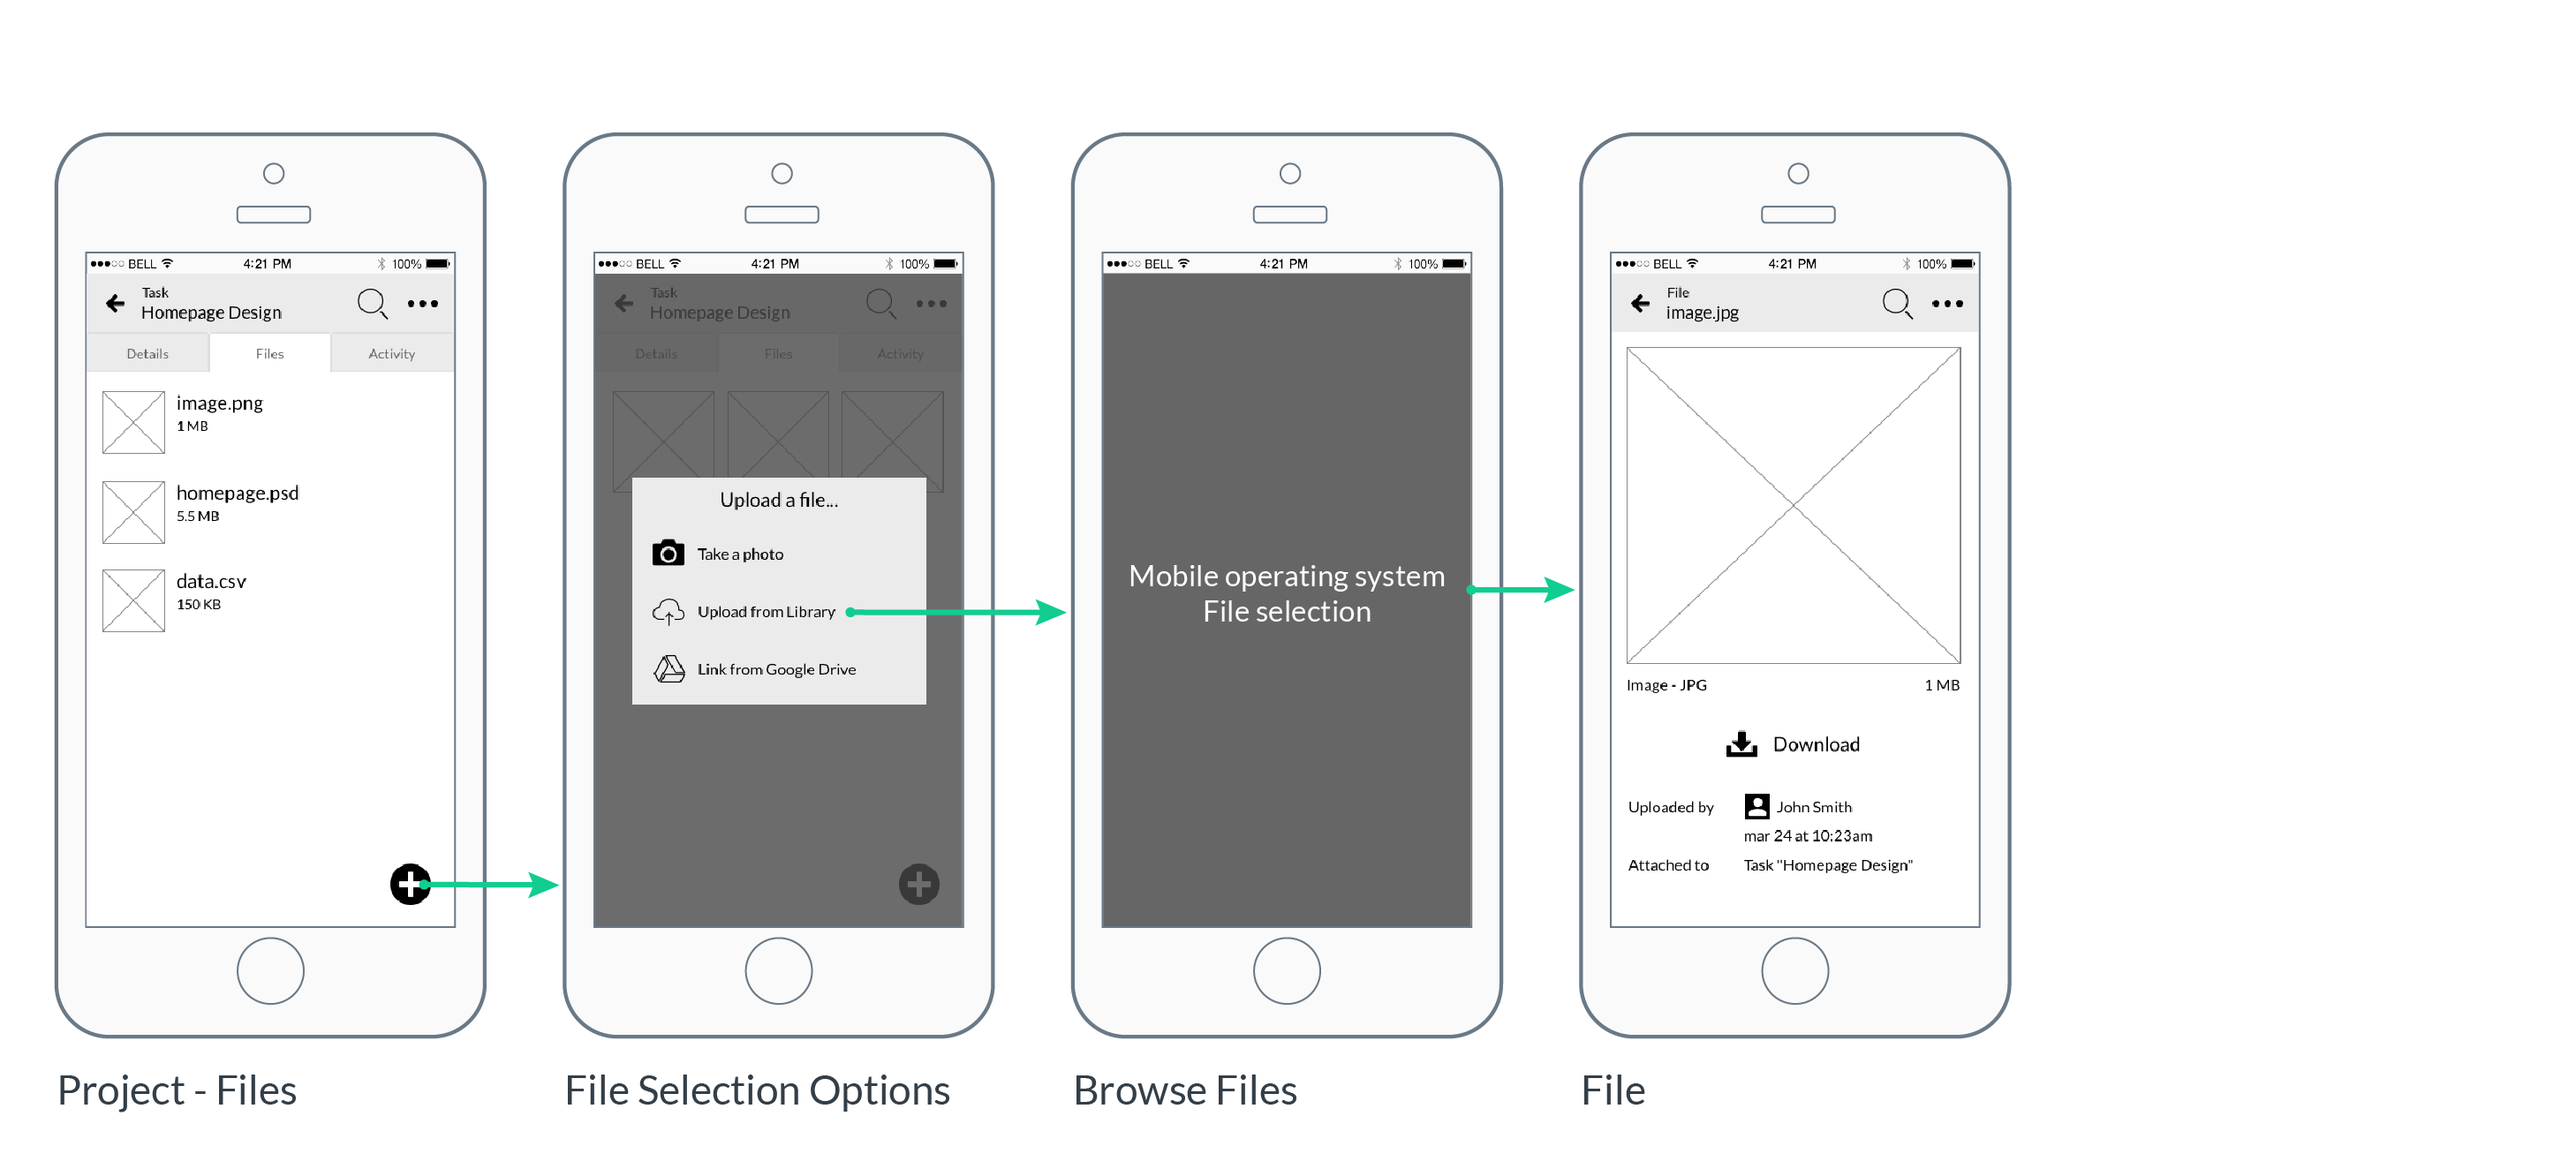 BELL
4:21 PM
100%
Task
Homepage Design
Details
Files
Activity
image.png
1 MB
homepage.psd
5.5 MB
data.csv
150 KB
Project - Files
BELL
4:21 PM
100%
Task
Homepage Design
Details
Files
Activity
Upload a file...
Take a photo
Upload from Library
Link from Google Drive
File Selection Options
BELL
4:21 PM
100%
Mobile operating system
File selection
Browse Files
BELL
4:21 PM
100%
File
image.jpg
Image - JPG
1 MB
Download
Uploaded by
John Smith
mar 24 at 10:23am
Attached to
Task "Homepage Design"
File